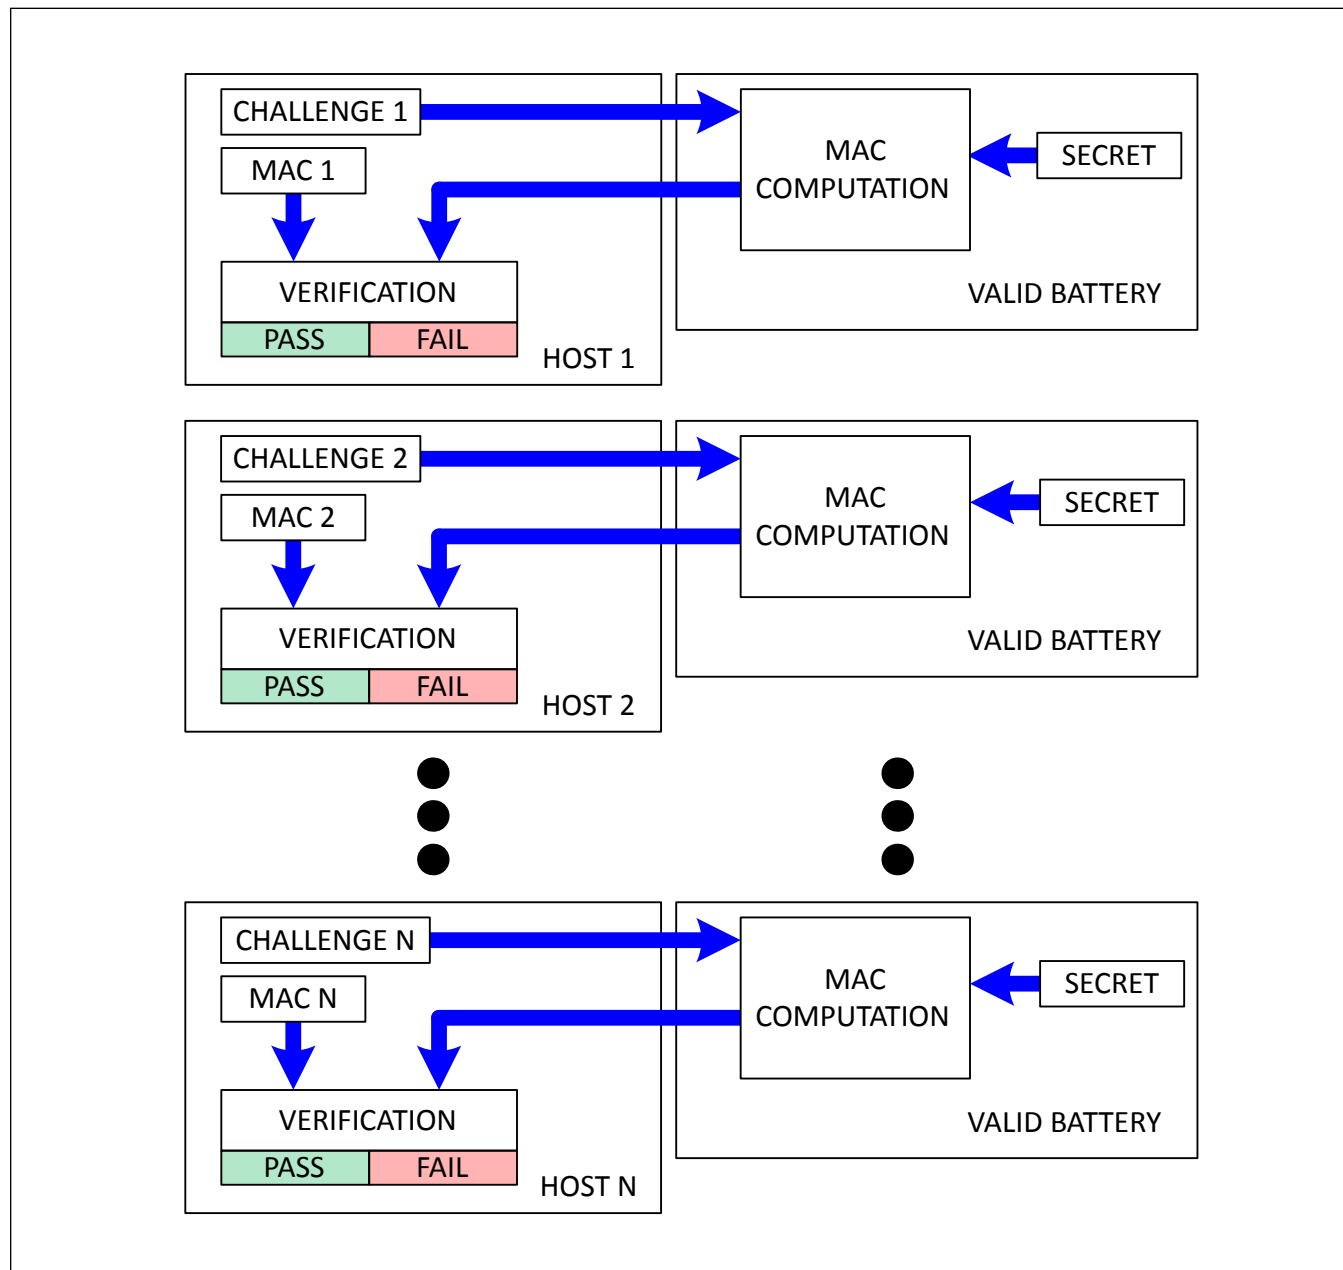 CHALLENGE 1
MAC 1
VERIFICATION
PASS
FAIL
HOST 1
MAC
COMPUTATION
SECRET
VALID BATTERY
CHALLENGE 2
MAC 2
VERIFICATION
PASS
FAIL
HOST 2
MAC
COMPUTATION
SECRET
VALID BATTERY
CHALLENGE N
MAC N
VERIFICATION
PASS
FAIL
HOST N
MAC
COMPUTATION
SECRET
VALID BATTERY